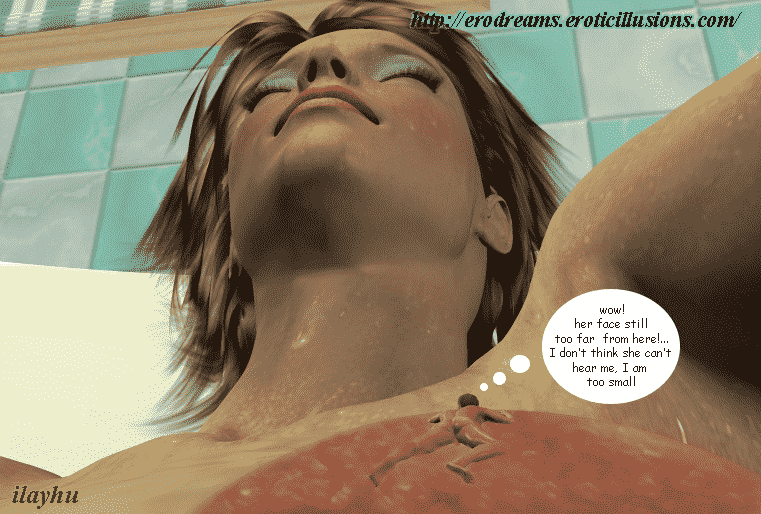 http://erodreams.eroticillusions.com/
wow!
her face still
too far from here!...
I don't think she can't
hear me, I am
too small
ilayhu